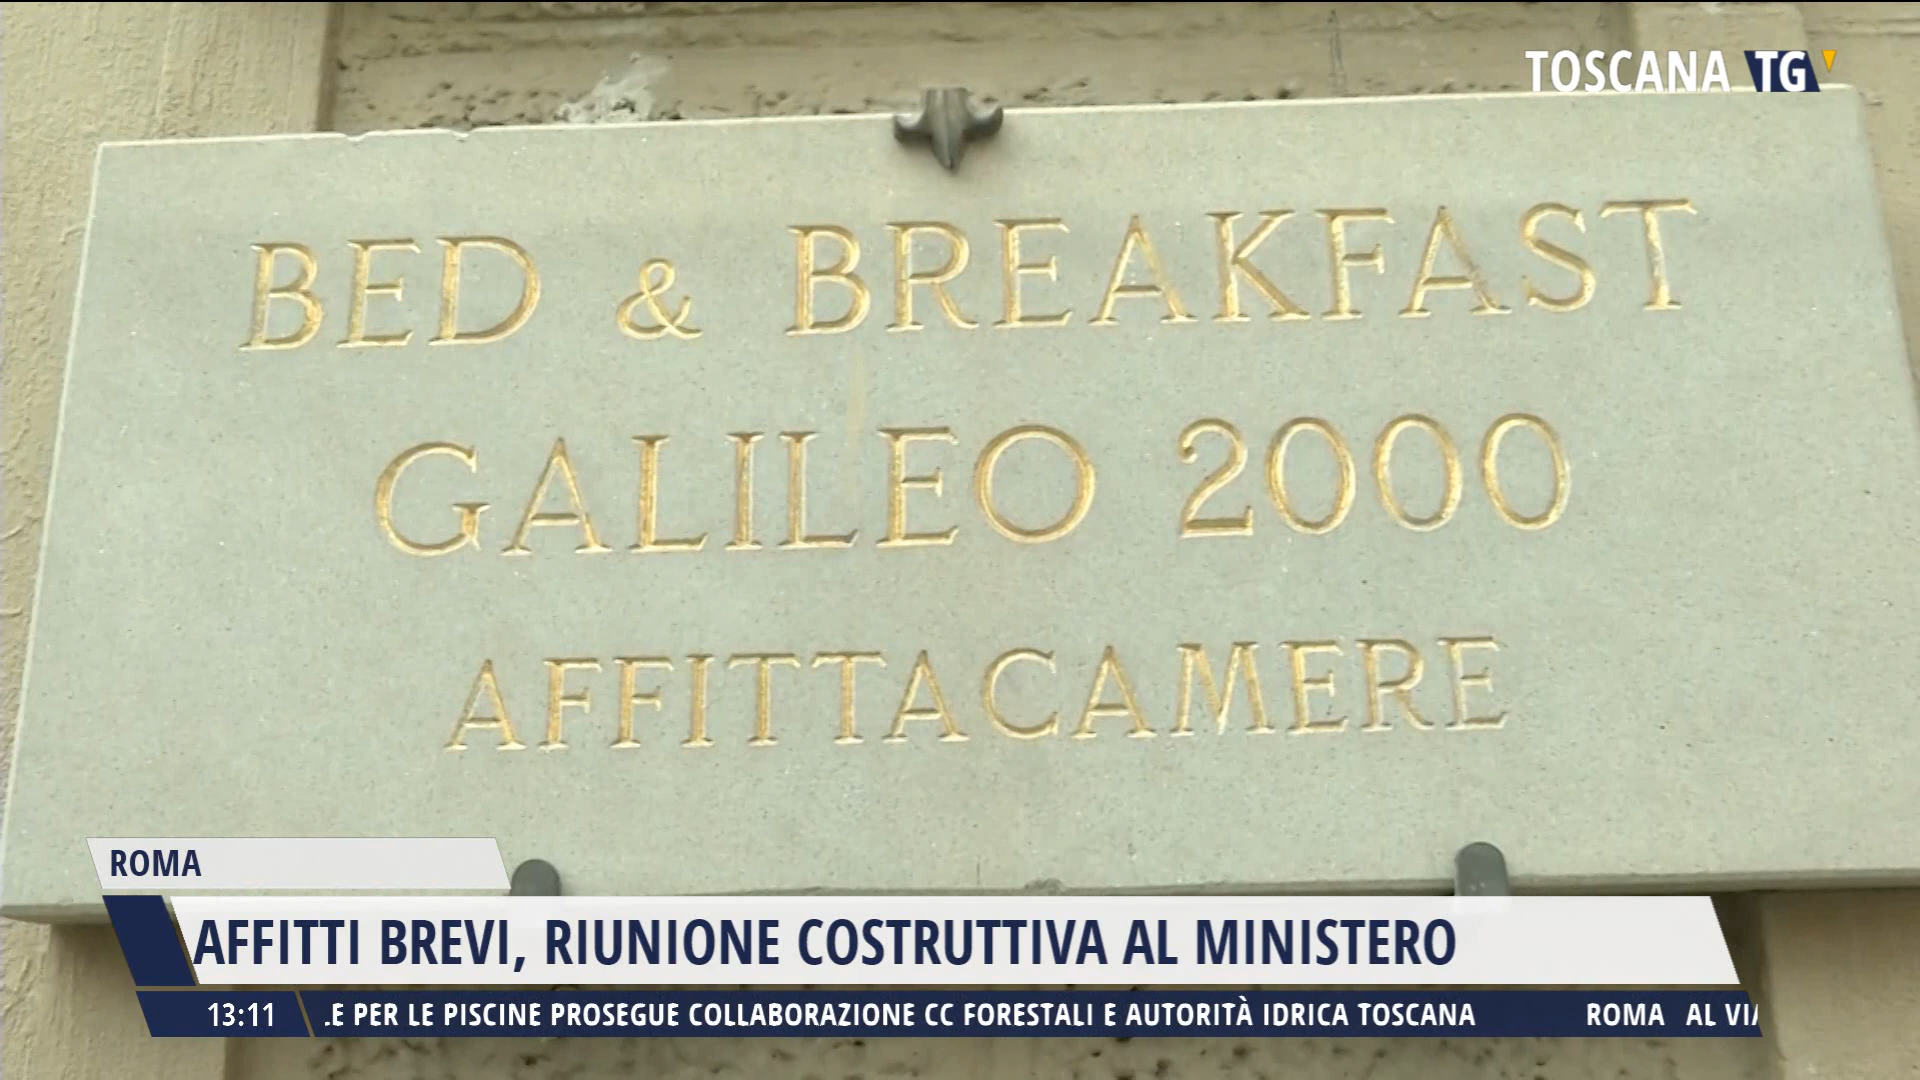 TOSCANA TG
BED & BREAKFAST
GALILEO 2000
AFFITTACAMERE
ROMA
AFFITTI BREVI, RIUNIONE COSTRUTTIVA AL MINISTERO
13:11 .E PER LE PISCINE PROSEGUE COLLABORAZIONE CC FORESTALI E AUTORITÀ IDRICA TOSCANA ROMA AL VIA